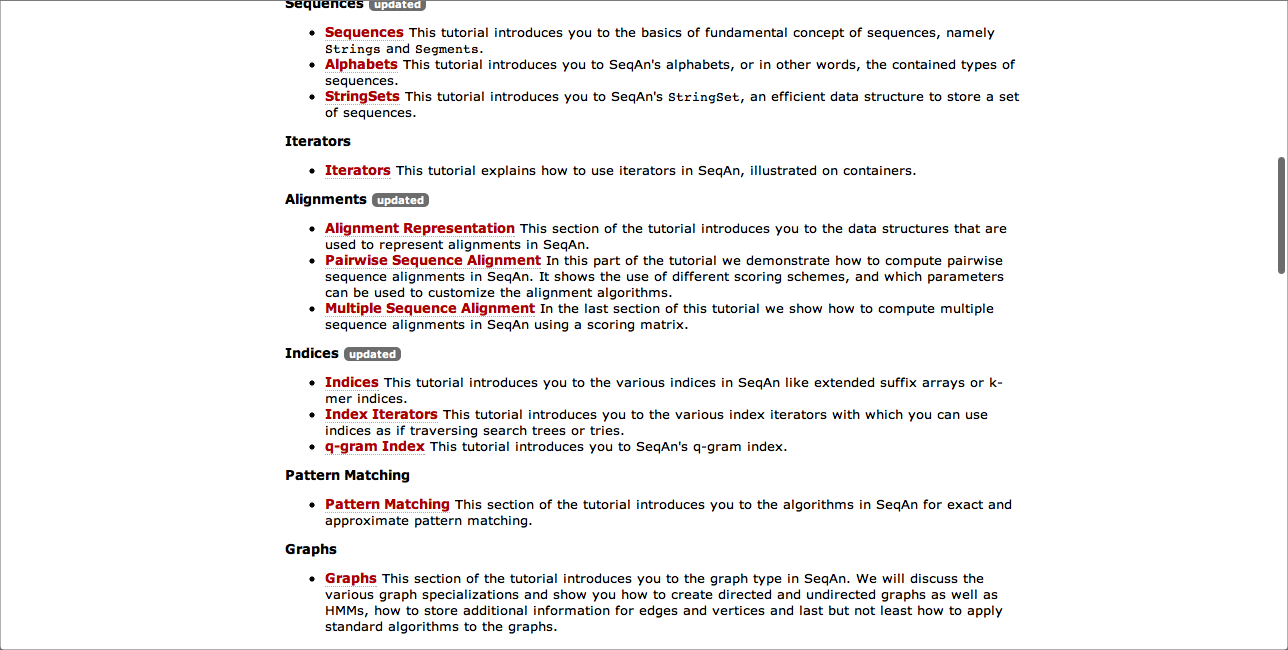 Sequences updated
• Sequences This tutorial introduces you to the basics of fundamental concept of sequences, namely
Strings and Segments.
• Alphabets This tutorial introduces you to SeqAn's alphabets, or in other words, the contained types of
sequences.
• StringSets This tutorial introduces you to SeqAn's StringSet, an efficient data structure to store a set
of sequences.
Iterators
• Iterators This tutorial explains how to use iterators in SeqAn, illustrated on containers.
Alignments updated
• Alignment Representation This section of the tutorial introduces you to the data structures that are
used to represent alignments in SeqAn.
• Pairwise Sequence Alignment In this part of the tutorial we demonstrate how to compute pairwise
sequence alignments in SeqAn. It shows the use of different scoring schemes, and which parameters
can be used to customize the alignment algorithms.
• Multiple Sequence Alignment In the last section of this tutorial we show how to compute multiple
sequence alignments in SeqAn using a scoring matrix.
Indices updated
• Indices This tutorial introduces you to the various indices in SeqAn like extended suffix arrays or k-
mer indices.
• Index Iterators This tutorial introduces you to the various index iterators with which you can use
indices as if traversing search trees or tries.
• q-gram Index This tutorial introduces you to SeqAn's q-gram index.
Pattern Matching
• Pattern Matching This section of the tutorial introduces you to the algorithms in SeqAn for exact and
approximate pattern matching.
Graphs
• Graphs This section of the tutorial introduces you to the graph type in SeqAn. We will discuss the
various graph specializations and show you how to create directed and undirected graphs as well as
HMMs, how to store additional information for edges and vertices and last but not least how to apply
standard algorithms to the graphs.